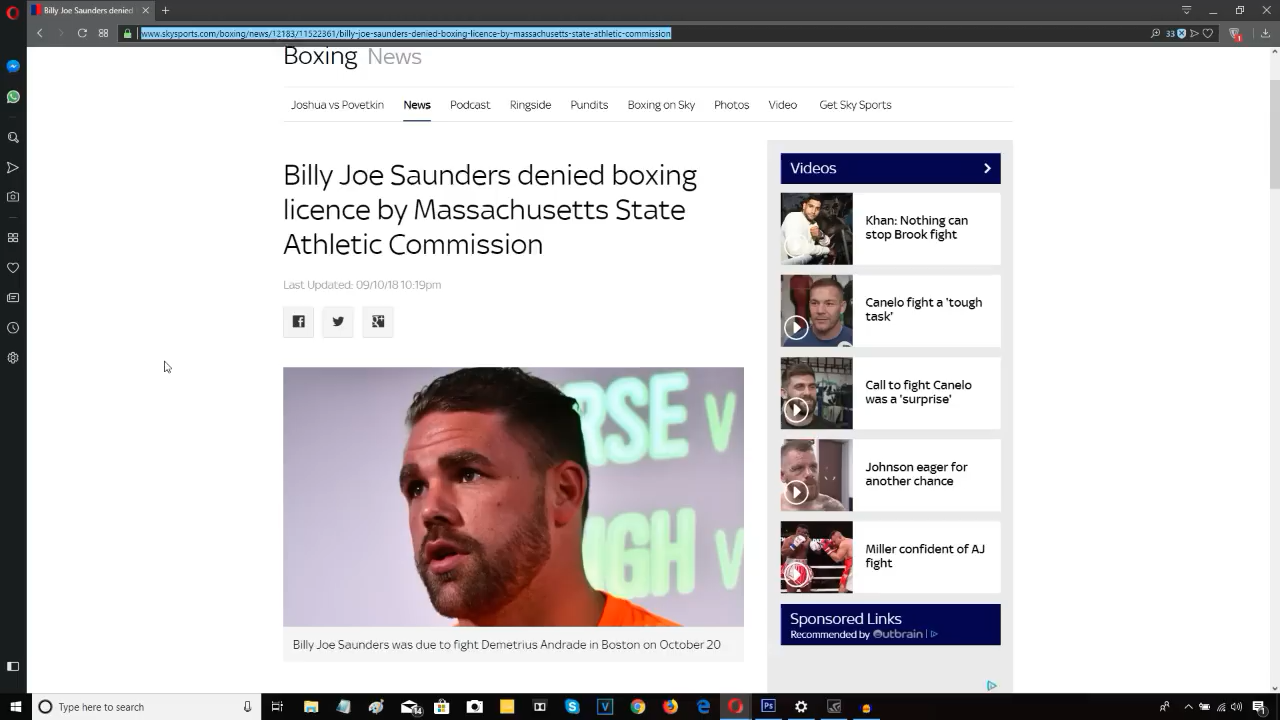 Billy Joe Saunders denied
www.skysports.com/boxing/news/12183/11522361/billy-joe-saunders-denied-boxing-licence-by-massachusetts-state-athletic-commission
33
Boxing News
Joshua vs Povetkin News Podcast Ringside Pundits Boxing on Sky Photos Video Get Sky Sports
Billy Joe Saunders denied boxing
licence by Massachusetts State
Athletic Commission
Last Updated: 09/10/18 10:19pm
RSE V
UGH V
Billy Joe Saunders was due to fight Demetrius Andrade in Boston on October 20
Videos
Khan: Nothing can
stop Brook fight
Canelo fight a 'tough
task'
Call to fight Canelo
was a 'surprise'
Johnson eager for
another chance
Miller confident of AJ
fight
Sponsored Links
Recommended by Outbrain
Type here to search
14